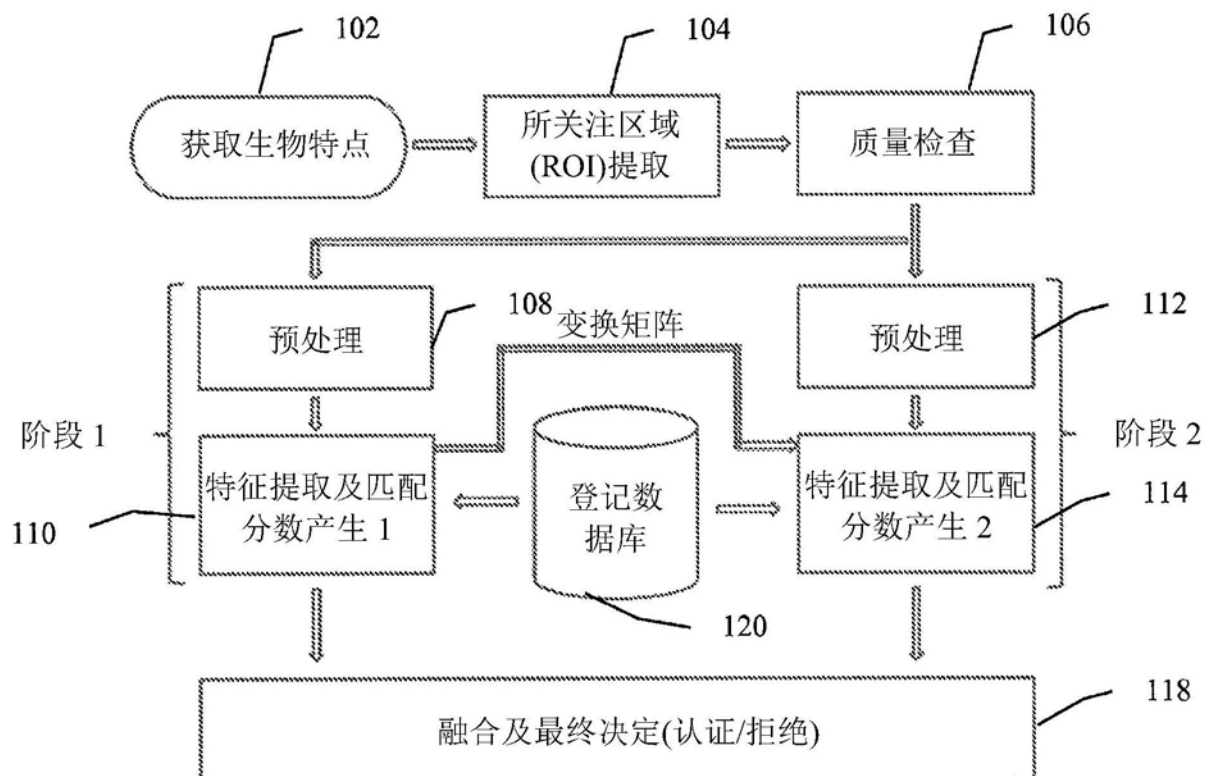 102
104
106
获取生物特点
所关注区域
(ROI)提取
质量检查
预处理
108
变换矩阵
预处理
112
阶段 1
阶段 2
特征提取及匹配
分数产生 1
110
登记数
据库
特征提取及匹配
分数产生 2
114
120
118
融合及最终决定(认证/拒绝)